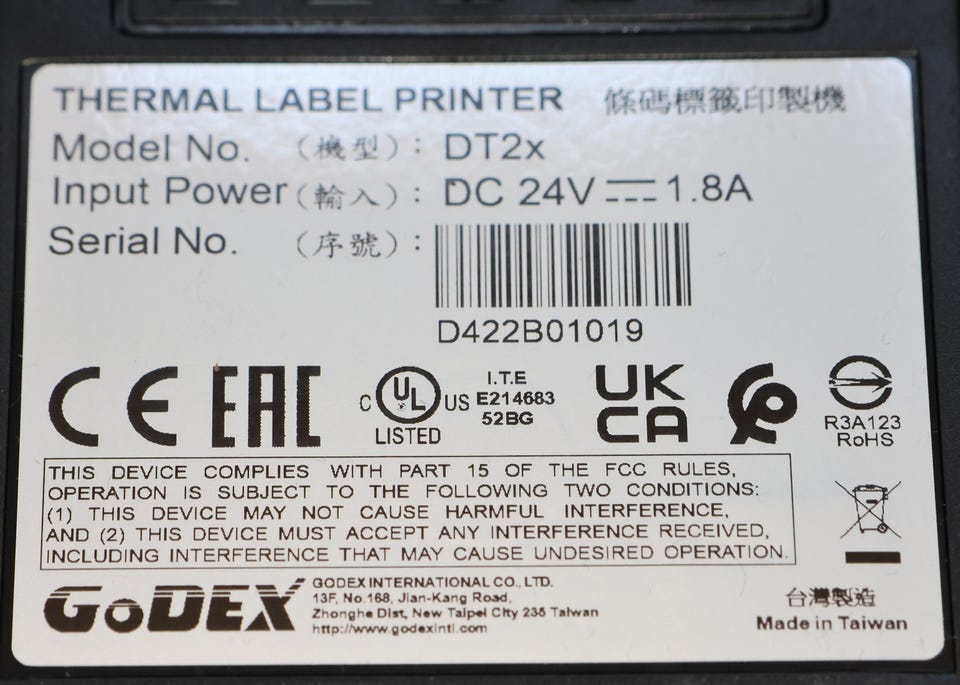 THERMAL LABEL PRINTER 條碼標籤印製機
Model No. (機型): DT2x
Input Power (輸入): DC 24V ⎓ 1.8A
Serial No. (序號):
D422B01019
CE EAC C UL US LISTED I.T.E E214683 52BG UK CA R3A123 RoHS
THIS DEVICE COMPLIES WITH PART 15 OF THE FCC RULES,
OPERATION IS SUBJECT TO THE FOLLOWING TWO CONDITIONS:
(1) THIS DEVICE MAY NOT CAUSE HARMFUL INTERFERENCE,
AND (2) THIS DEVICE MUST ACCEPT ANY INTERFERENCE RECEIVED,
INCLUDING INTERFERENCE THAT MAY CAUSE UNDESIRED OPERATION.
GoDEX
GODEX INTERNATIONAL CO., LTD.
13F, No.168, Jian-Kang Road,
Zhonghe Dist, New Taipei City 235 Taiwan
http://www.godexintl.com
台灣製造
Made in Taiwan